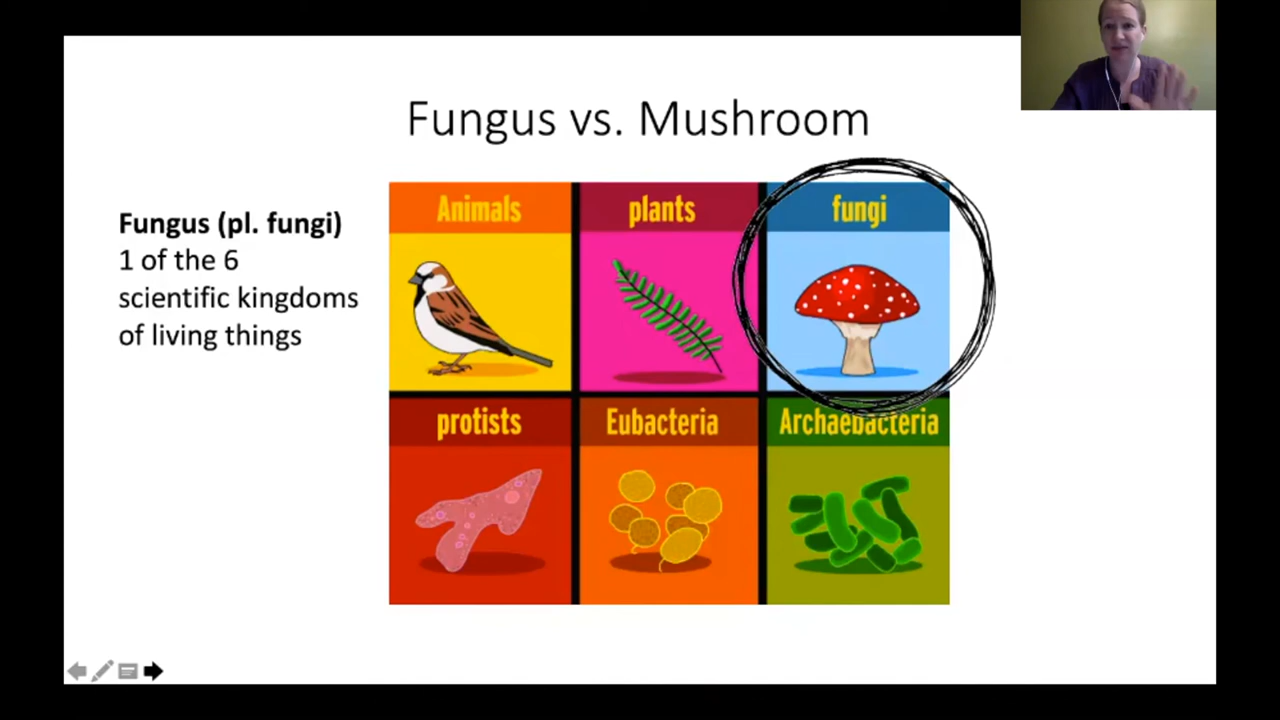 Fungus vs. Mushroom
Fungus (pl. fungi)
1 of the 6
scientific kingdoms
of living things
Animals
plants
fungi
protists
Eubacteria
Archaebacteria